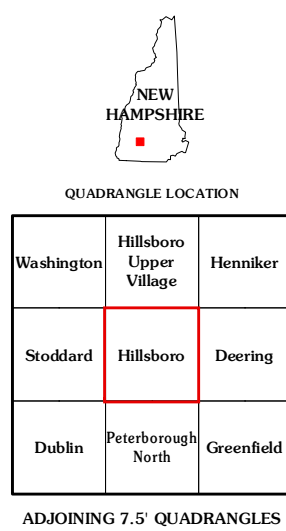 NEW
HAMPSHIRE
QUADRANGLE LOCATION
Washington
Hillsboro
Upper
Village
Henniker
Stoddard
Hillsboro
Deering
Dublin
Peterborough
North
Greenfield
ADJOINING 7.5' QUADRANGLES